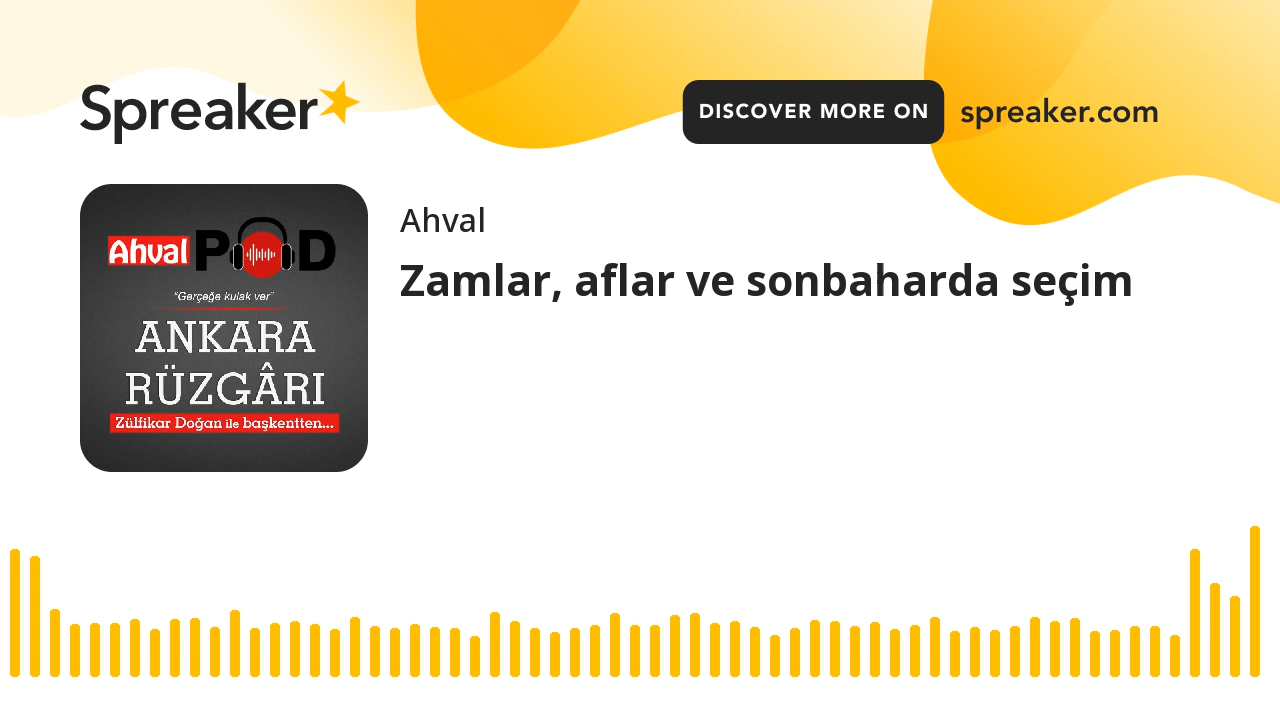 Spreaker
DISCOVER MORE ON spreaker.com
Ahval POD
"Gerçeğe kulak ver"
ANKARA
RÜZGÂRI
Zülfikar Doğan ile başkentten...
Ahval
Zamlar, aflar ve sonbaharda seçim